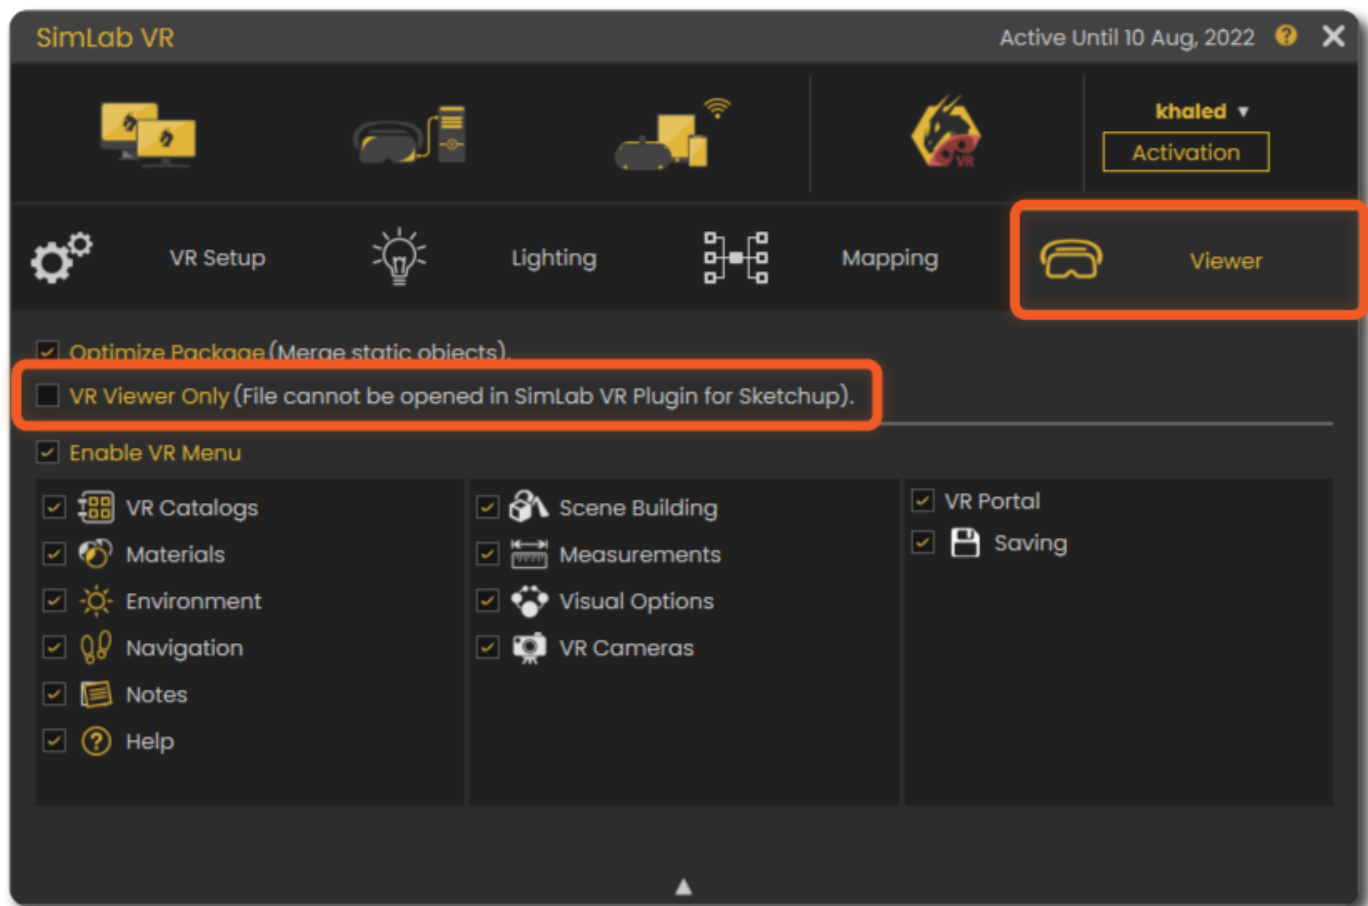 SimLab VR
Active Until 10 Aug, 2022 ?
khaled
Activation
VR
VR Setup
Lighting
Mapping
Viewer
Optimize Package (Merge static objects).
VR Viewer Only (File cannot be opened in SimLab VR Plugin for Sketchup).
Enable VR Menu
VR Catalogs
Materials
Environment
Navigation
Notes
? Help
Scene Building
Measurements
Visual Options
VR Cameras
VR Portal
Saving